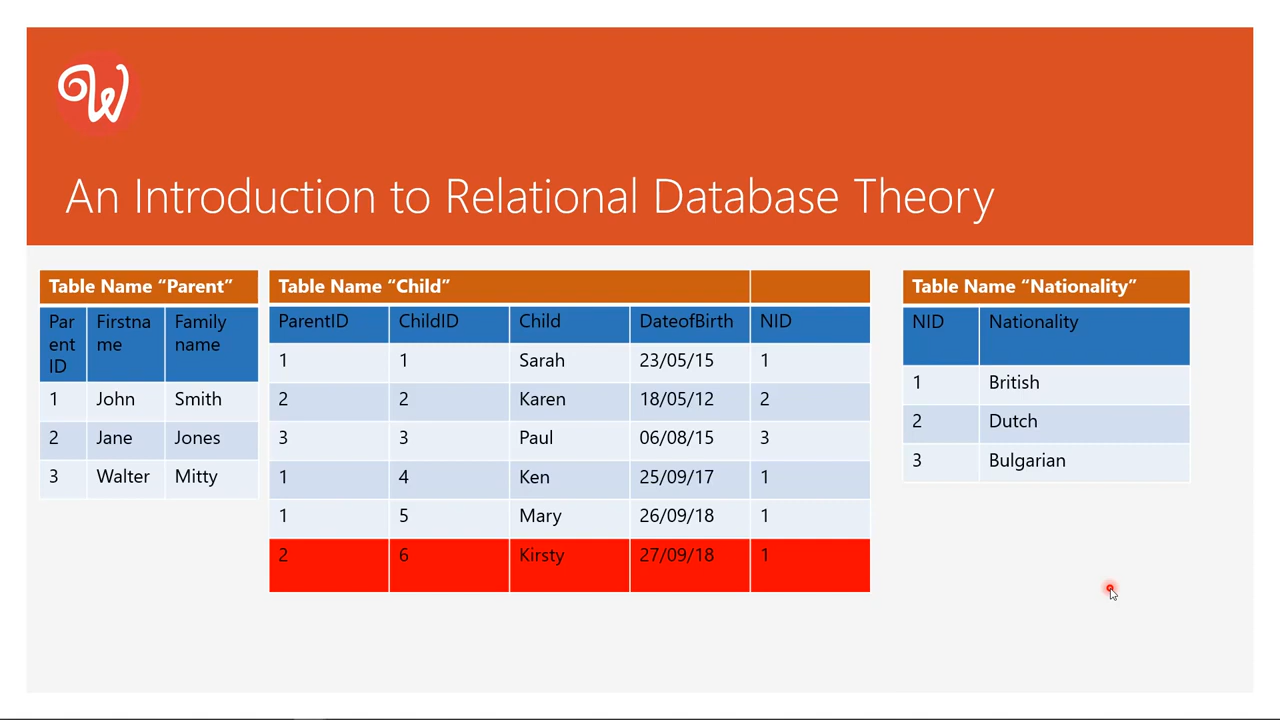 W
An Introduction to Relational Database Theory
Table Name “Parent”
Par
ent
ID
Firstna
me
Family
name
1 John Smith
2 Jane Jones
3 Walter Mitty
Table Name “Child”
ParentID ChildID Child DateofBirth NID
1 1 Sarah 23/05/15 1
2 2 Karen 18/05/12 2
3 3 Paul 06/08/15 3
1 4 Ken 25/09/17 1
1 5 Mary 26/09/18 1
2 6 Kirsty 27/09/18 1
Table Name “Nationality”
NID Nationality
1 British
2 Dutch
3 Bulgarian